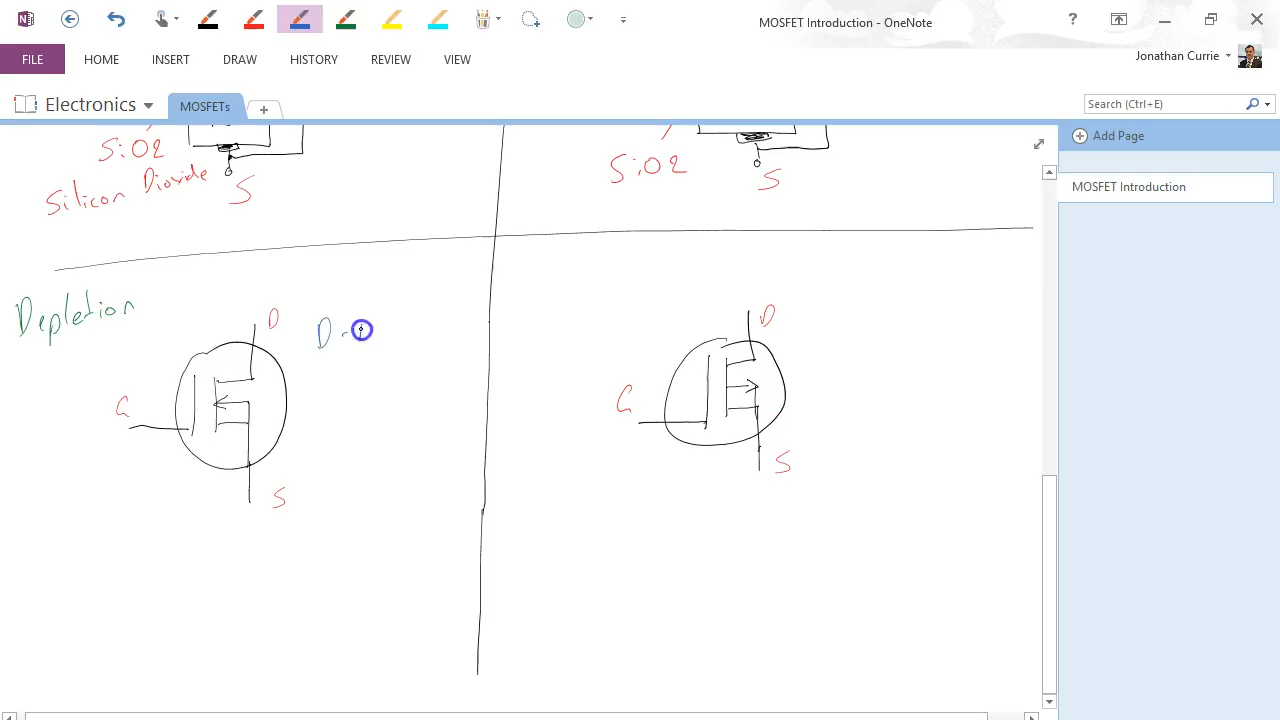 MOSFET Introduction - OneNote
?
Jonathan Currie
FILE HOME INSERT DRAW HISTORY REVIEW VIEW
Electronics MOSFETs +
Search (Ctrl+E)
Add Page
MOSFET Introduction
SiO2
Silicon Dioxide
S
SiO2
S
Depletion
D
G
S
D
D
G
S